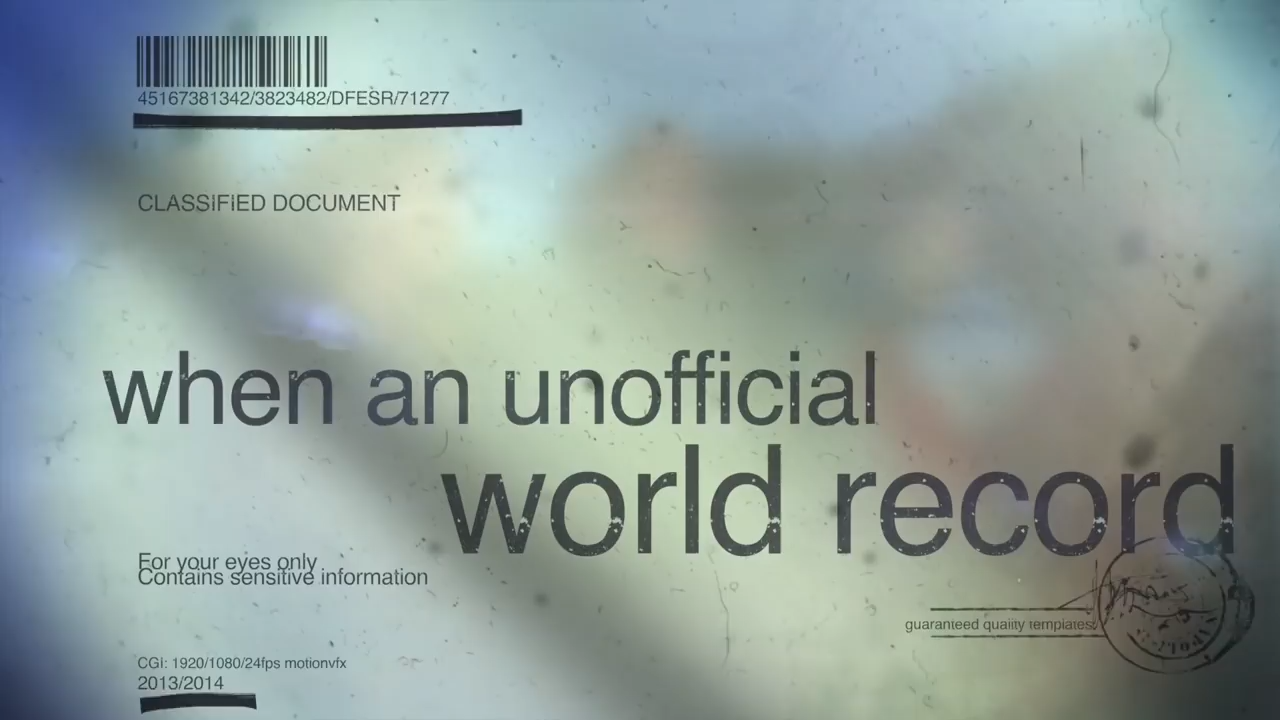 45167381342/3823482/DFESR/71277
CLASSIFIED DOCUMENT
when an unofficial
world record
For your eyes only
Contains sensitive information
guaranteed quality templates
CGI: 1920/1080/24fps motionvfx
2013/2014